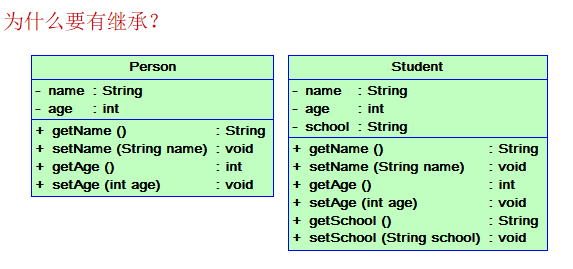 为什么要有继承?
Person
- name : String
- age : int
+ getName () : String
+ setName (String name) : void
+ getAge () : int
+ setAge (int age) : void
Student
- name : String
- age : int
- school : String
+ getName () : String
+ setName (String name) : void
+ getAge () : int
+ setAge (int age) : void
+ getSchool () : String
+ setSchool (String school) : void